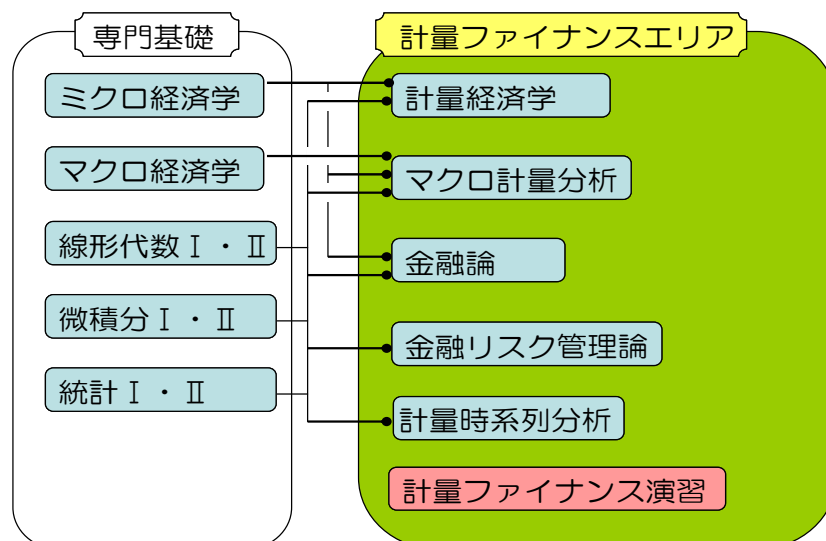 専門基礎
ミクロ経済学
マクロ経済学
線形代数Ⅰ・Ⅱ
微積分Ⅰ・Ⅱ
統計Ⅰ・Ⅱ
計量ファイナンスエリア
計量経済学
マクロ計量分析
金融論
金融リスク管理論
計量時系列分析
計量ファイナンス演習